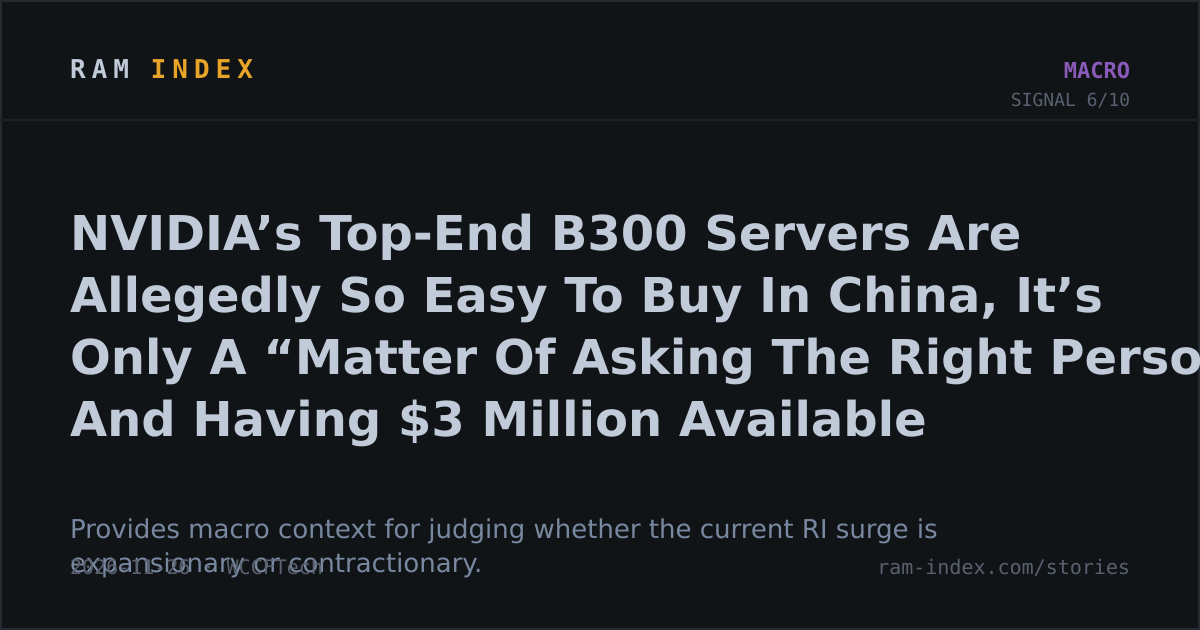 RAM INDEX
MACRO
SIGNAL 6/10
NVIDIA’s Top-End B300 Servers Are
Allegedly So Easy To Buy In China, It’s
Only A “Matter Of Asking The Right Perso
And Having $3 Million Available
Provides macro context for judging whether the current RI surge is
expansionary or contractionary.
WCCFTech
ram-index.com/stories